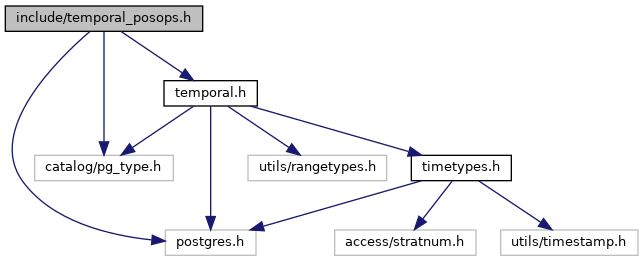 include/temporal_posops.h
temporal.h
catalog/pg_type.h
utils/rangetypes.h
timetypes.h
postgres.h
access/stratnum.h
utils/timestamp.h